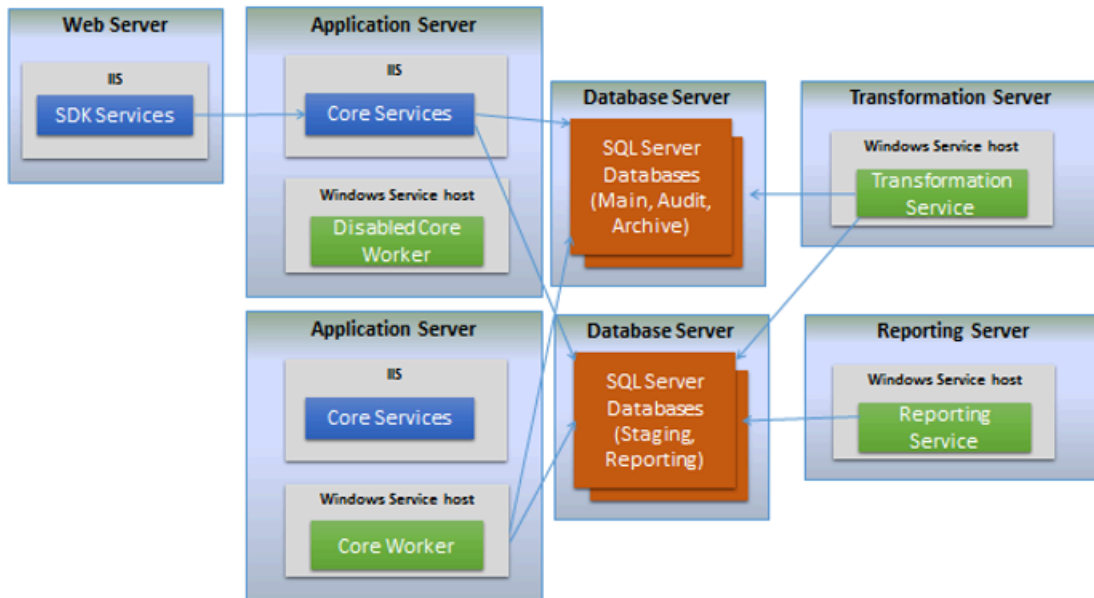 Web Server
IIS
SDK Services
Application Server
IIS
Core Services
Windows Service host
Disabled Core
Worker
Application Server
IIS
Core Services
Windows Service host
Core Worker
Database Server
SQL Server
Databases
(Main, Audit,
Archive)
Database Server
SQL Server
Databases
(Staging,
Reporting)
Transformation Server
Windows Service host
Transformation
Service
Reporting Server
Windows Service host
Reporting
Service